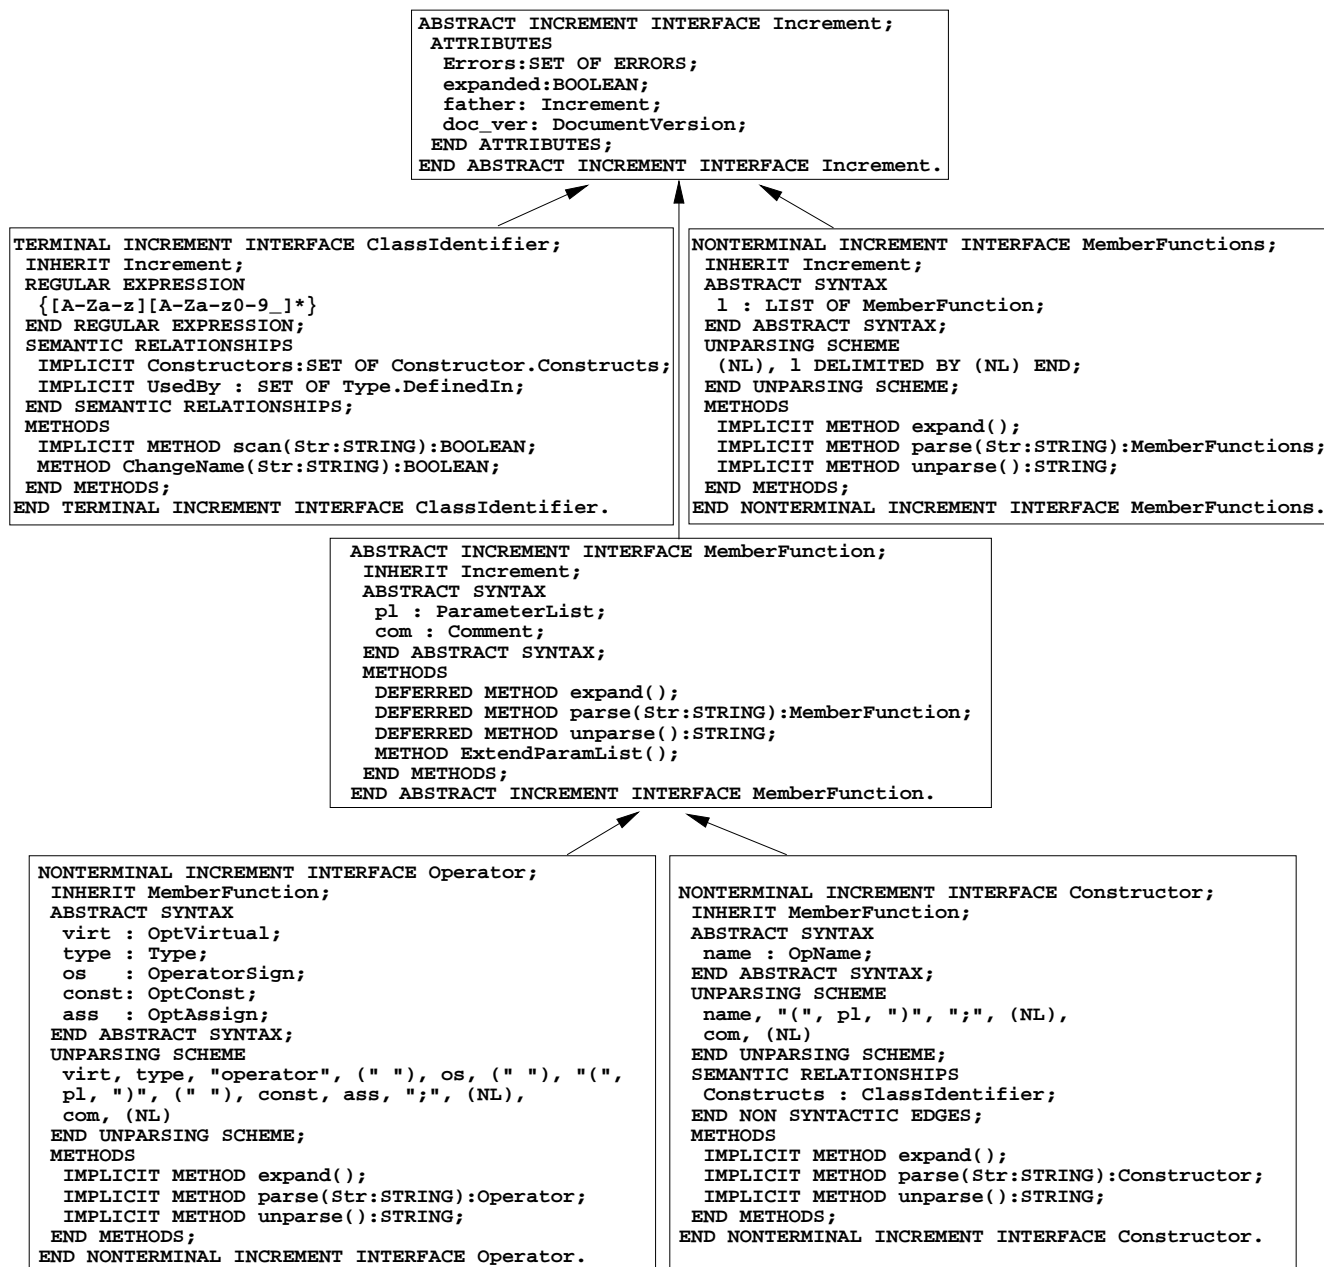 ABSTRACT INCREMENT INTERFACE Increment;
ATTRIBUTES
Errors:SET OF ERRORS;
expanded:BOOLEAN;
father: Increment;
doc_ver: DocumentVersion;
END ATTRIBUTES;
END ABSTRACT INCREMENT INTERFACE Increment.
TERMINAL INCREMENT INTERFACE ClassIdentifier;
INHERIT Increment;
REGULAR EXPRESSION
{[A-Za-z][A-Za-z0-9_]*}
END REGULAR EXPRESSION;
SEMANTIC RELATIONSHIPS
IMPLICIT Constructors:SET OF Constructor.Constructs;
IMPLICIT UsedBy : SET OF Type.DefinedIn;
END SEMANTIC RELATIONSHIPS;
METHODS
IMPLICIT METHOD scan(Str:STRING):BOOLEAN;
METHOD ChangeName(Str:STRING):BOOLEAN;
END METHODS;
END TERMINAL INCREMENT INTERFACE ClassIdentifier.
NONTERMINAL INCREMENT INTERFACE MemberFunctions;
INHERIT Increment;
ABSTRACT SYNTAX
l : LIST OF MemberFunction;
END ABSTRACT SYNTAX;
UNPARSING SCHEME
(NL), l DELIMITED BY (NL) END;
END UNPARSING SCHEME;
METHODS
IMPLICIT METHOD expand();
IMPLICIT METHOD parse(Str:STRING):MemberFunctions;
IMPLICIT METHOD unparse():STRING;
END METHODS;
END NONTERMINAL INCREMENT INTERFACE MemberFunctions.
ABSTRACT INCREMENT INTERFACE MemberFunction;
INHERIT Increment;
ABSTRACT SYNTAX
pl : ParameterList;
com : Comment;
END ABSTRACT SYNTAX;
METHODS
DEFERRED METHOD expand();
DEFERRED METHOD parse(Str:STRING):MemberFunction;
DEFERRED METHOD unparse():STRING;
METHOD ExtendParamList();
END METHODS;
END ABSTRACT INCREMENT INTERFACE MemberFunction.
NONTERMINAL INCREMENT INTERFACE Operator;
INHERIT MemberFunction;
ABSTRACT SYNTAX
virt : OptVirtual;
type : Type;
os   : OperatorSign;
const: OptConst;
ass  : OptAssign;
END ABSTRACT SYNTAX;
UNPARSING SCHEME
virt, type, "operator", (" "), os, (" "), "(",
pl, ")", (" "), const, ass, ";", (NL),
com, (NL)
END UNPARSING SCHEME;
METHODS
IMPLICIT METHOD expand();
IMPLICIT METHOD parse(Str:STRING):Operator;
IMPLICIT METHOD unparse():STRING;
END METHODS;
END NONTERMINAL INCREMENT INTERFACE Operator.
NONTERMINAL INCREMENT INTERFACE Constructor;
INHERIT MemberFunction;
ABSTRACT SYNTAX
name : OpName;
END ABSTRACT SYNTAX;
UNPARSING SCHEME
name, "(", pl, ")", ";", (NL),
com, (NL)
END UNPARSING SCHEME;
SEMANTIC RELATIONSHIPS
Constructs : ClassIdentifier;
END NON SYNTACTIC EDGES;
METHODS
IMPLICIT METHOD expand();
IMPLICIT METHOD parse(Str:STRING):Constructor;
IMPLICIT METHOD unparse():STRING;
END METHODS;
END NONTERMINAL INCREMENT INTERFACE Constructor.